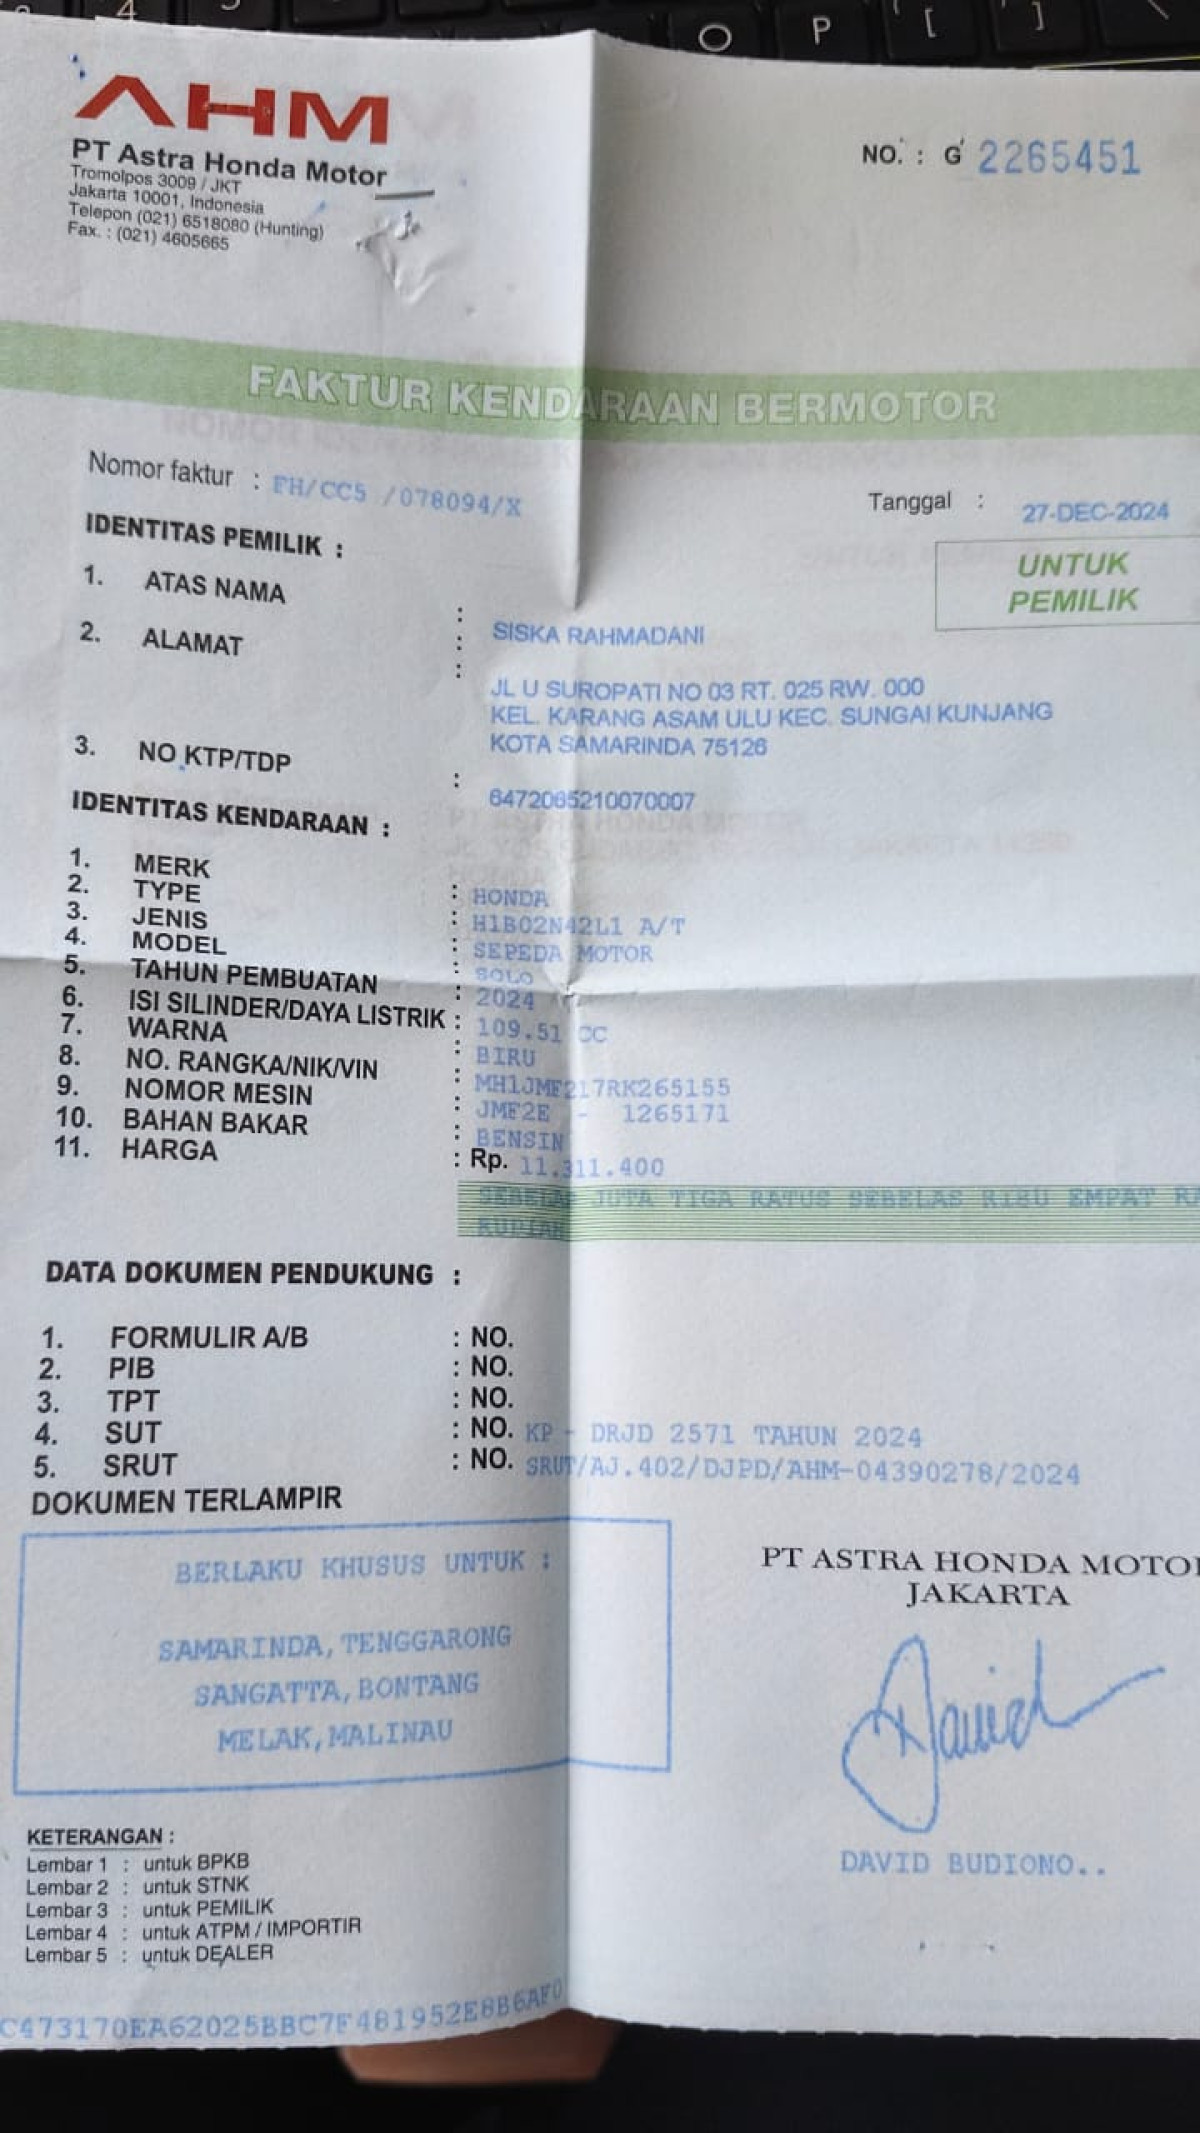 AHM
PT Astra Honda Motor
Tromolpos 3009 / JKT
Jakarta 10001, Indonesia
Telepon (021) 6518080 (Hunting)
Fax. : (021) 4605665
NO. : G 2265451
FAKTUR KENDARAAN BERMOTOR
Nomor faktur : FH/CC5 /078094/X
Tanggal : 27-DEC-2024
UNTUK
PEMILIK
IDENTITAS PEMILIK :
1. ATAS NAMA : SISKA RAHMADANI
2. ALAMAT : JL U SUROPATI NO 03 RT. 025 RW. 000
KEL. KARANG ASAM ULU KEC. SUNGAI KUNJANG
KOTA SAMARINDA 75126
3. NO KTP/TDP : 6472065210070007
IDENTITAS KENDARAAN :
1. MERK : HONDA
2. TYPE : H1B02N42L1 A/T
3. JENIS : SEPEDA MOTOR
4. MODEL : SOLO
5. TAHUN PEMBUATAN : 2024
6. ISI SILINDER/DAYA LISTRIK : 109.51 CC
7. WARNA : BIRU
8. NO. RANGKA/NIK/VIN : MH1JMF217RK265155
9. NOMOR MESIN : JMF2E - 1265171
10. BAHAN BAKAR : BENSIN
11. HARGA : Rp. 11.311.400
SEBELAS JUTA TIGA RATUS SEBELAS RIBU EMPAT
RUPIAH
DATA DOKUMEN PENDUKUNG :
1. FORMULIR A/B : NO.
2. PIB : NO.
3. TPT : NO.
4. SUT : NO. KP - DRJD 2571 TAHUN 2024
5. SRUT : NO. SRUT/AJ.402/DJPD/AHM-04390278/2024
DOKUMEN TERLAMPIR
BERLAKU KHUSUS UNTUK :
SAMARINDA, TENGGARONG
SANGATTA, BONTANG
MELAK, MALINAU
PT ASTRA HONDA MOTOR
JAKARTA
David
DAVID BUDIONO..
KETERANGAN :
Lembar 1 : untuk BPKB
Lembar 2 : untuk STNK
Lembar 3 : untuk PEMILIK
Lembar 4 : untuk ATPM / IMPORTIR
Lembar 5 : untuk DEALER
C473170EA62025BBC7F481952E8B6AF0